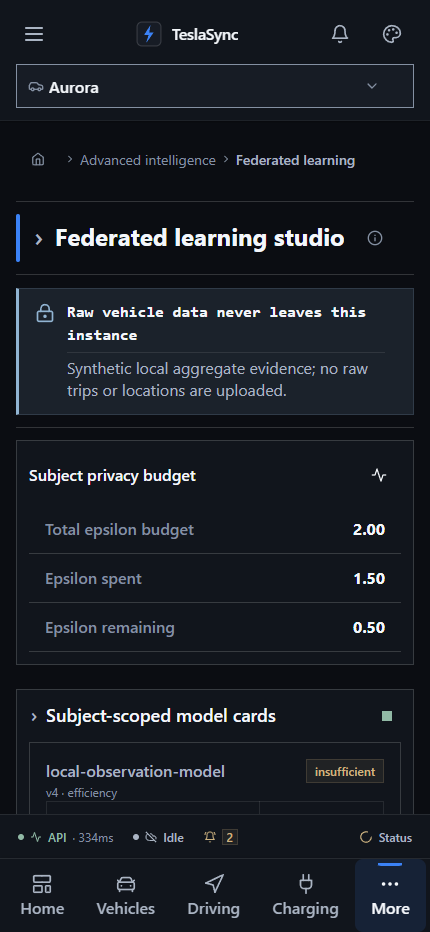 TeslaSync
Aurora
Advanced intelligence
Federated learning
Federated learning studio
Raw vehicle data never leaves this
instance
Synthetic local aggregate evidence; no raw
trips or locations are uploaded.
Subject privacy budget
Total epsilon budget 2.00
Epsilon spent 1.50
Epsilon remaining 0.50
Subject-scoped model cards
local-observation-model insufficient
v4 · efficiency
API · 334ms Idle 2 Status
Home Vehicles Driving Charging More